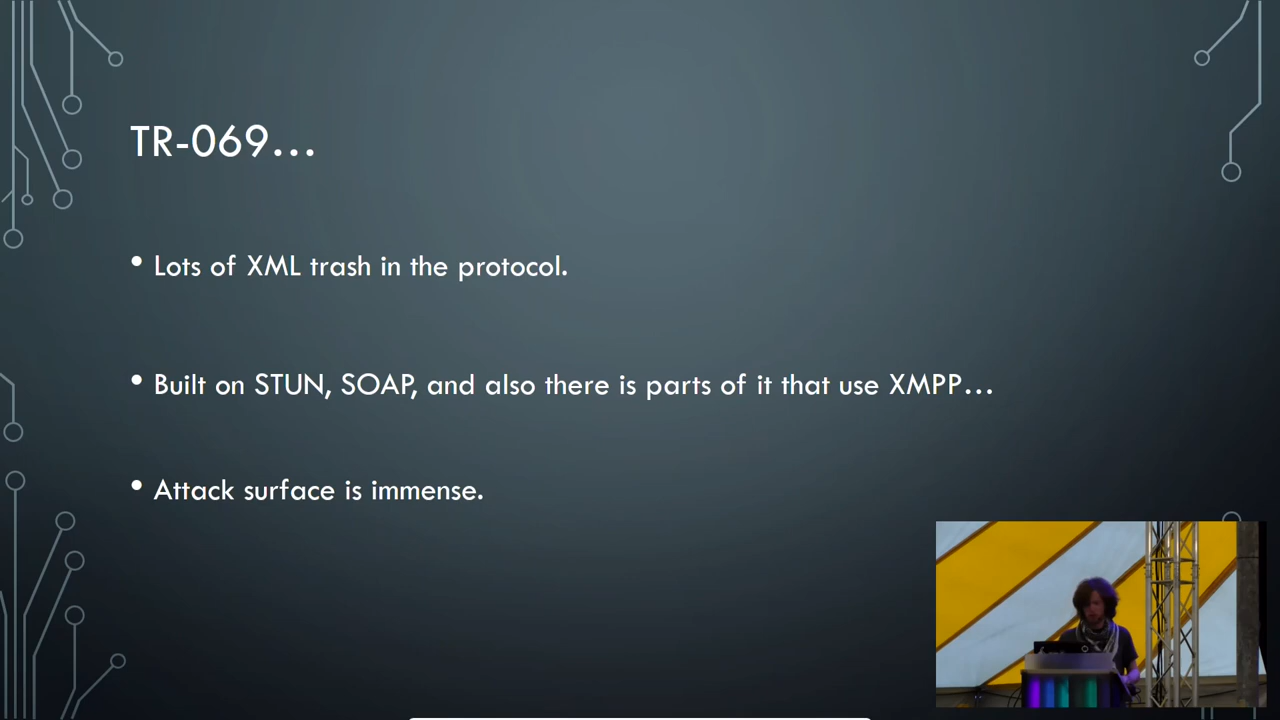 TR-069...
• Lots of XML trash in the protocol.
• Built on STUN, SOAP, and also there is parts of it that use XMPP...
• Attack surface is immense.